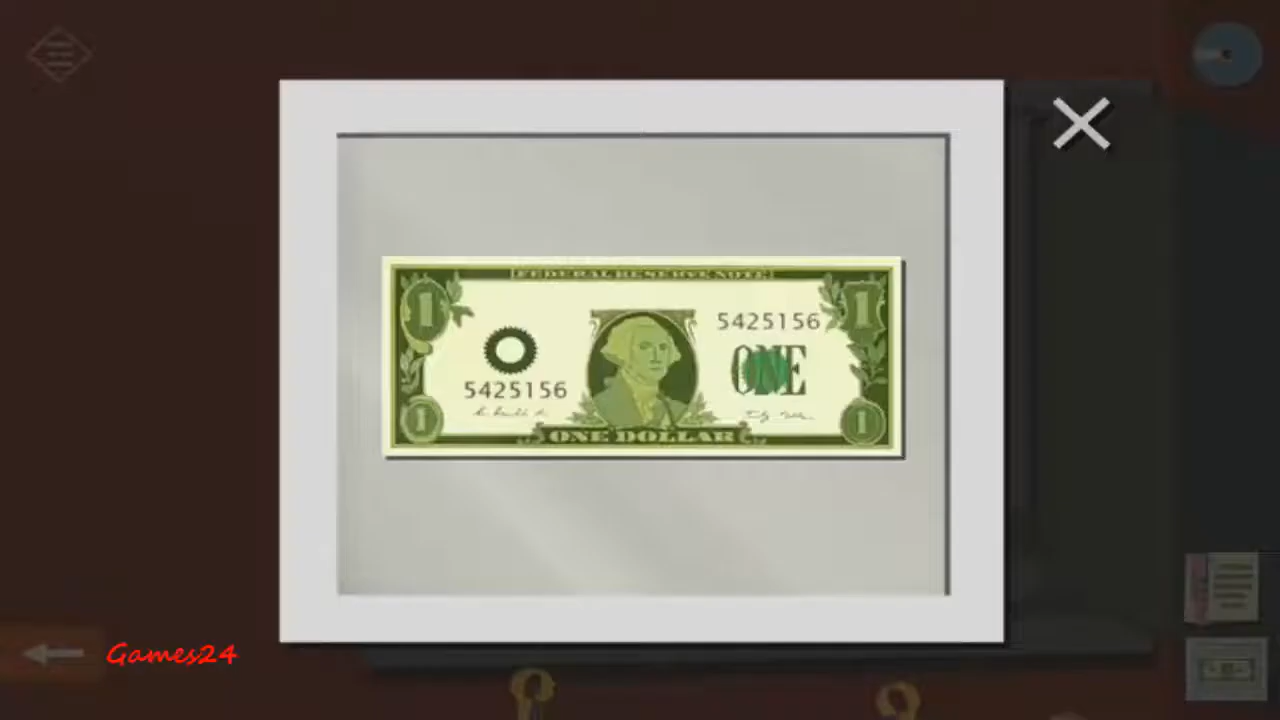 FEDERAL RESERVE NOTE
1
1
5425156
ONE
5425156
1
1
ONE DOLLAR
Games24